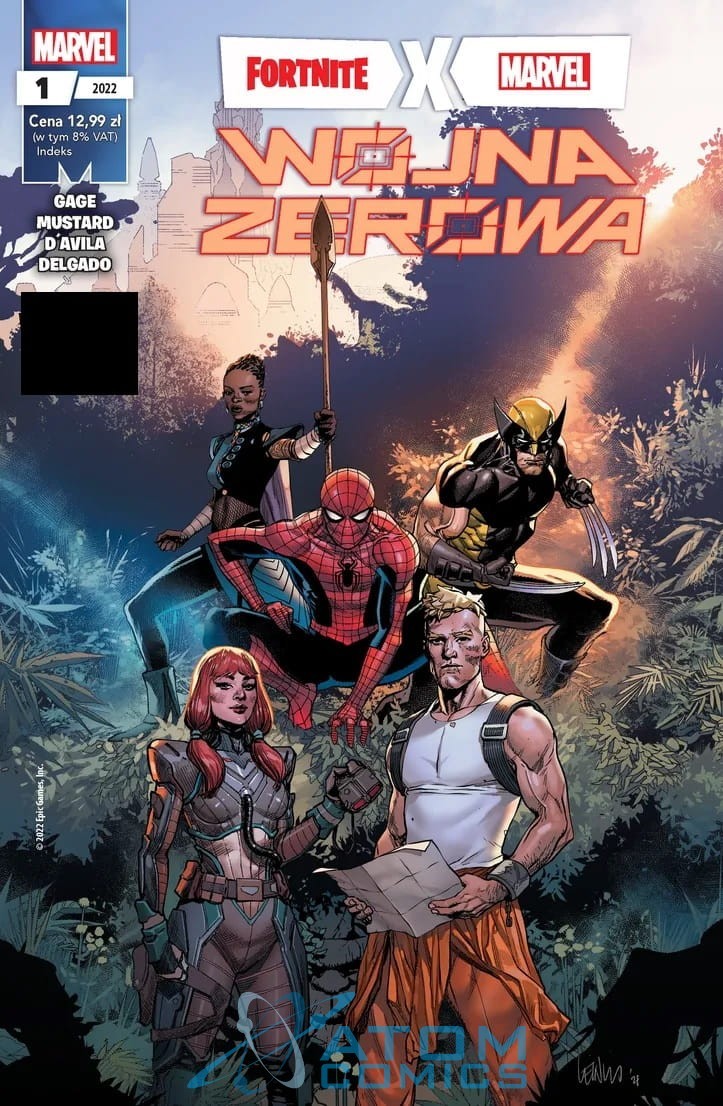 MARVEL
1 2022
Cena 12,99 zł
(w tym 8% VAT)
Indeks
GAGE
MUSTARD
D'AVILA
DELGADO
FORTNITE X MARVEL
WOJNA
ZEROWA
© 2022 Epic Games, Inc.
ATOM
COMICS